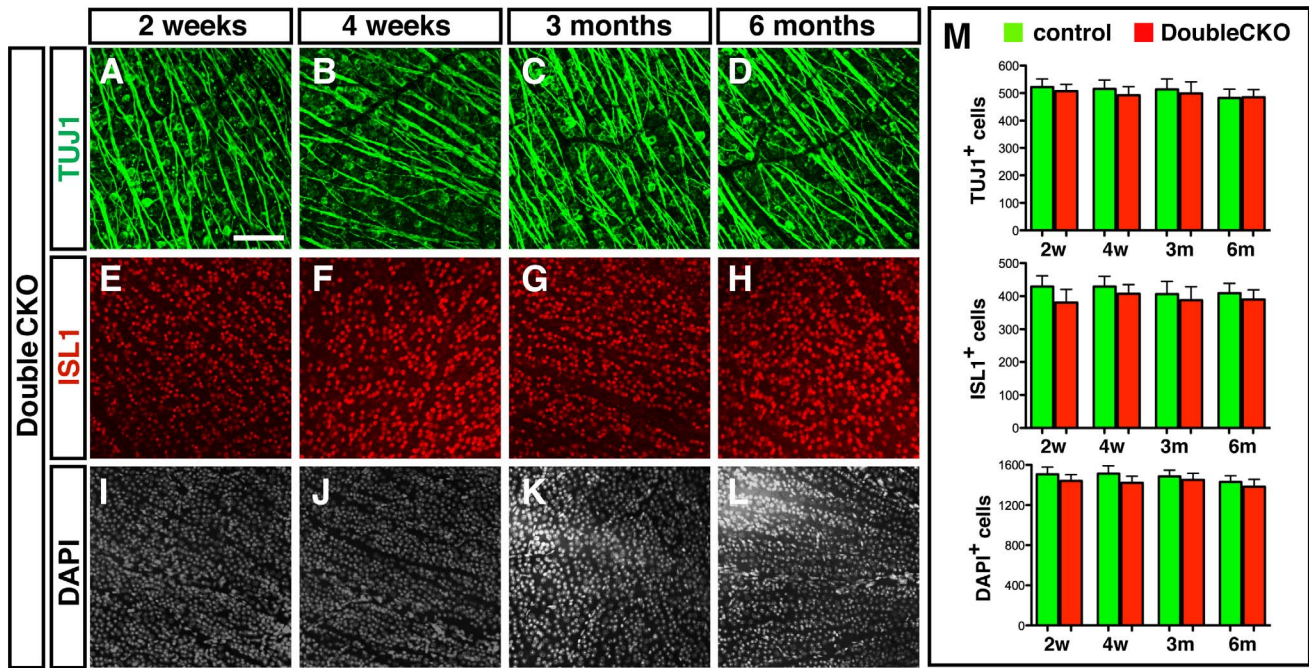 2 weeks 4 weeks 3 months 6 months
Double CKO
TUJ1
A B C D
ISL1
E F G H
DAPI
I J K L
M control DoubleCKO
TUJ1+ cells
600
500
400
300
200
100
0
2w 4w 3m 6m
ISL1+ cells
500
400
300
200
100
0
2w 4w 3m 6m
DAPI+ cells
1600
1200
800
400
0
2w 4w 3m 6m